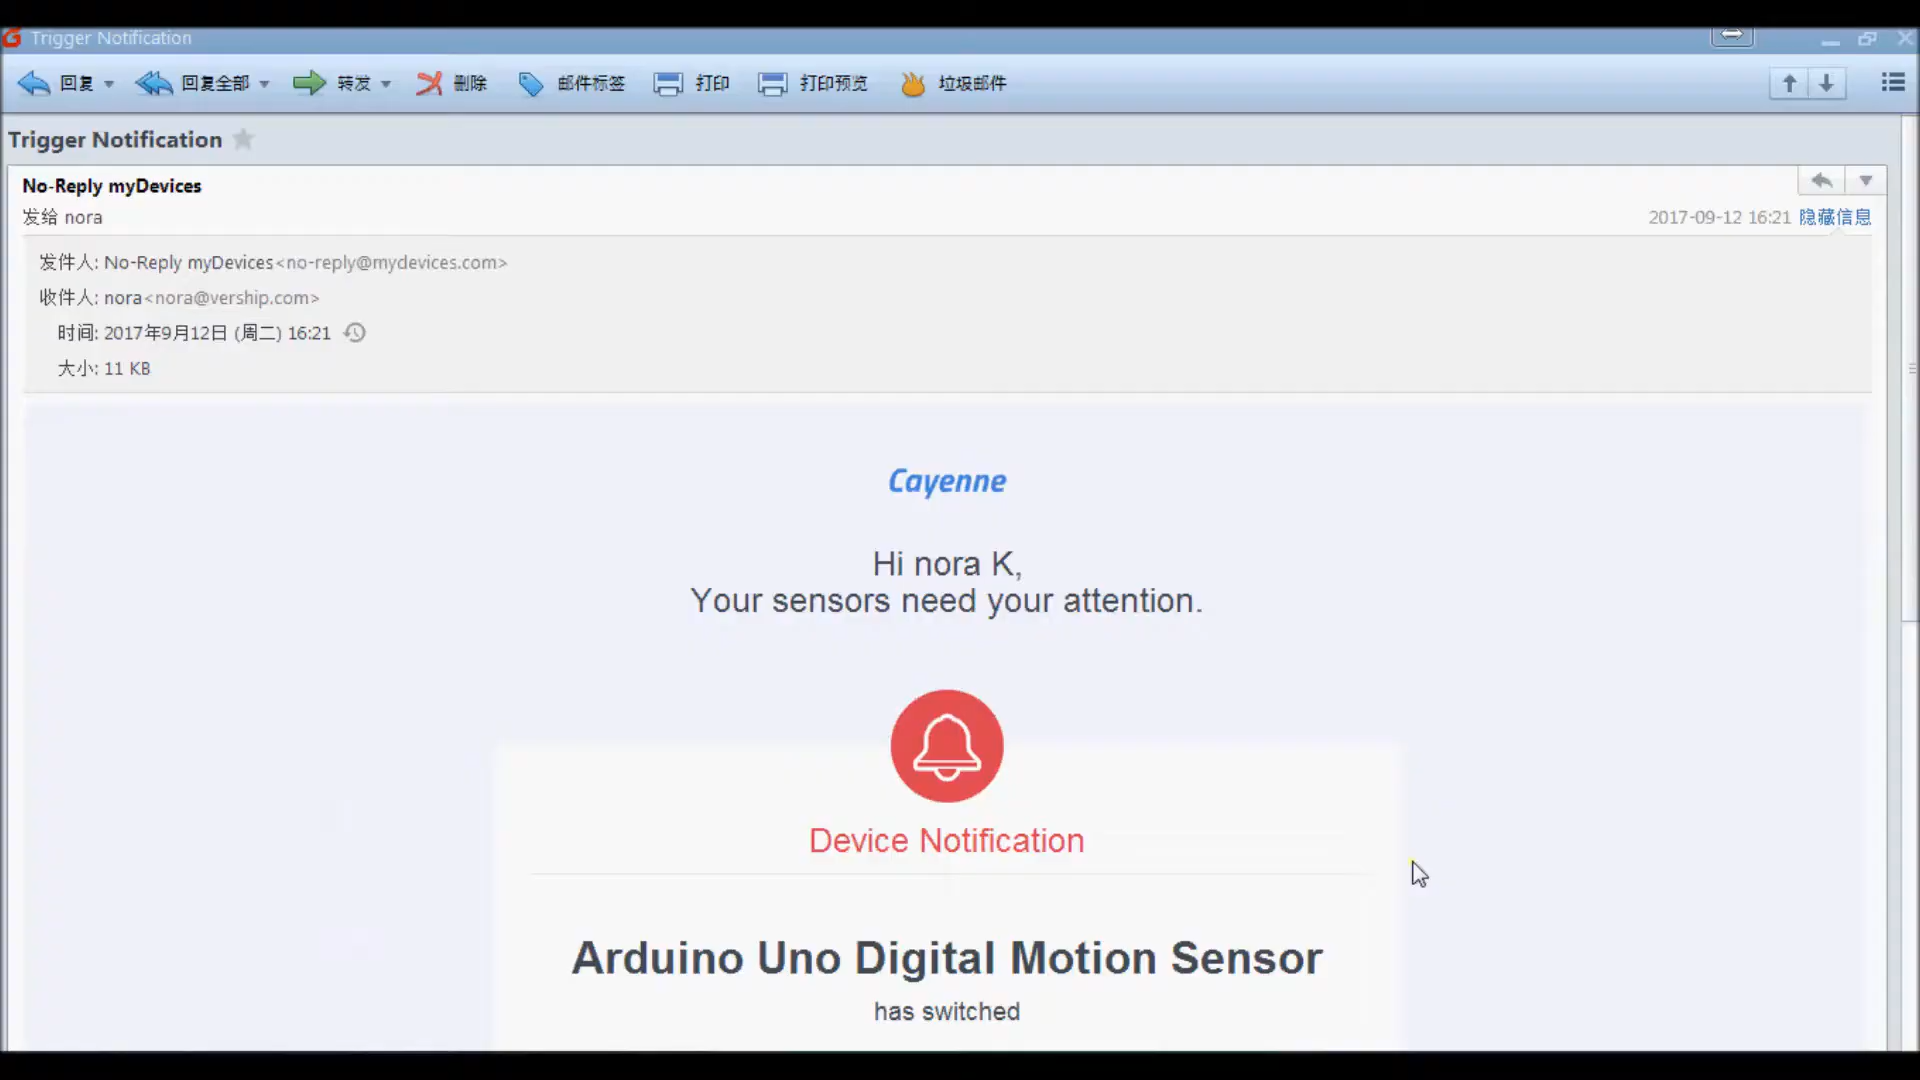 Trigger Notification
回复 回复全部 转发 删除 邮件标签 打印 打印预览 垃圾邮件
Trigger Notification
No-Reply myDevices
发给 nora
2017-09-12 16:21 隐藏信息
发件人: No-Reply myDevices<no-reply@mydevices.com>
收件人: nora<nora@vership.com>
时间: 2017年9月12日 (周二) 16:21
大小: 11 KB
Cayenne
Hi nora K,
Your sensors need your attention.
Device Notification
Arduino Uno Digital Motion Sensor
has switched